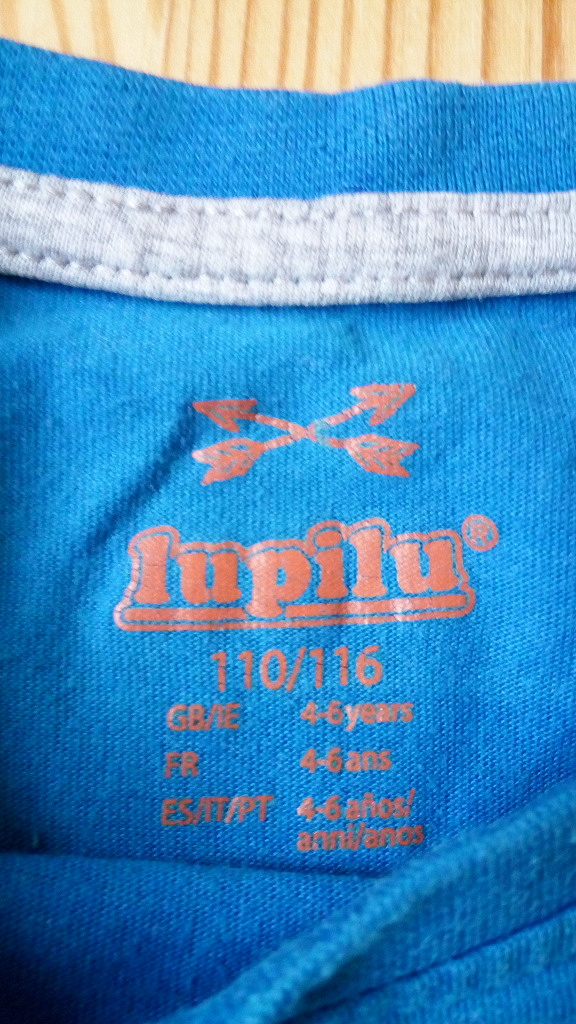 lupilu®
110/116
GB/IE 4-6 years
FR 4-6 ans
ES/IT/PT 4-6 años/
anni/anos